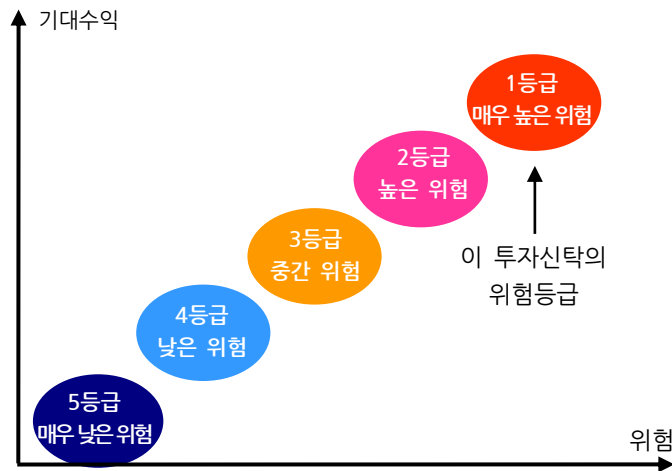 기대수익
1등급
매우 높은 위험
2등급
높은 위험
3등급
중간 위험
이 투자신탁의
위험등급
4등급
낮은 위험
5등급
매우 낮은 위험
위험